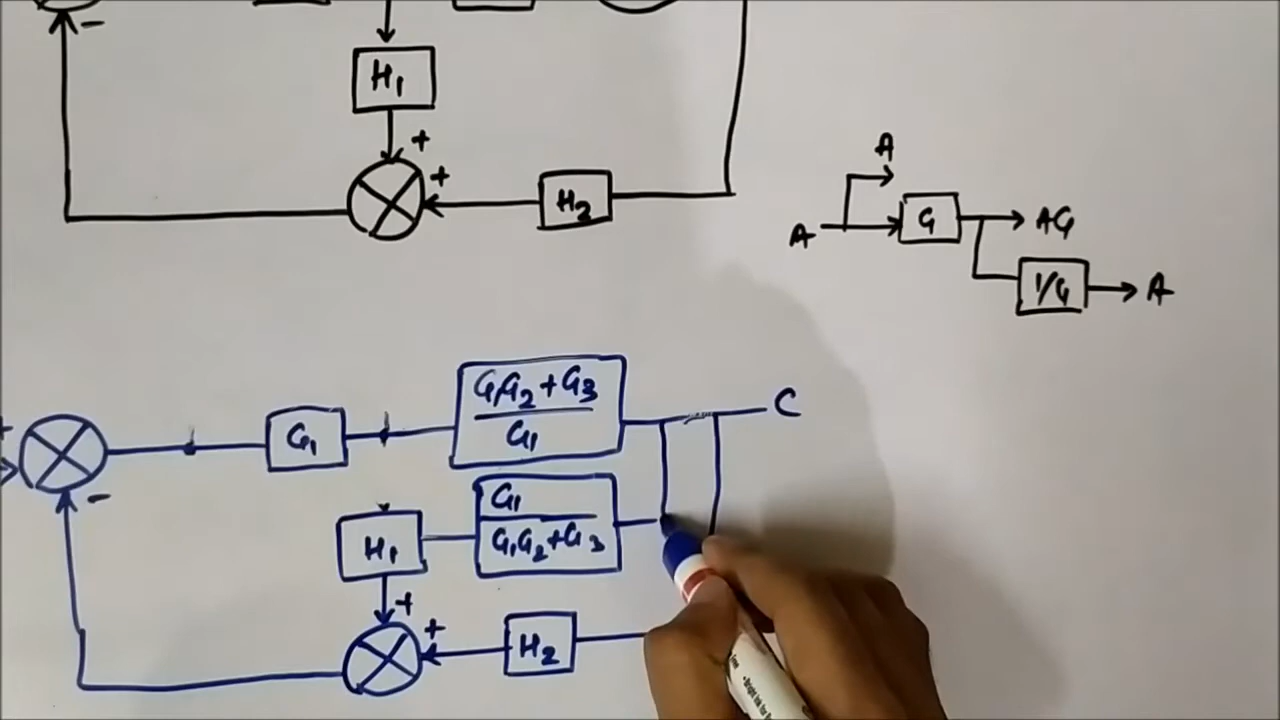 -
H₁
+
+
H₂
A
A
G
AG
1/G
A
+
-
G₁
G₁G₂+G₃
G₁
C
G₁
G₁G₂+G₃
H₁
+
+
H₂